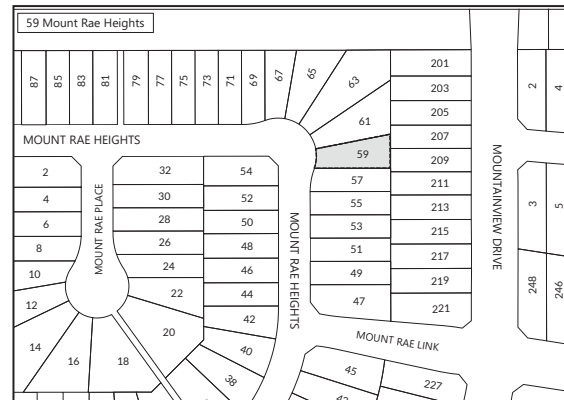 59 Mount Rae Heights
87 85 83 81 79 77 75 73 71 69 67 65 63 201 2 4
203
205
61 207
MOUNT RAE HEIGHTS
59 209
2 32 54 57 211
4 30 52 55 213 3 5
6 28 50 53 215
8 26 48 51 217
10 24 46 49 219
12 22 44 47 221 248 246
14 16 18 20 42
40
38
MOUNT RAE PLACE
MOUNT RAE HEIGHTS
MOUNTAINVIEW DRIVE
MOUNT RAE LINK
45 227